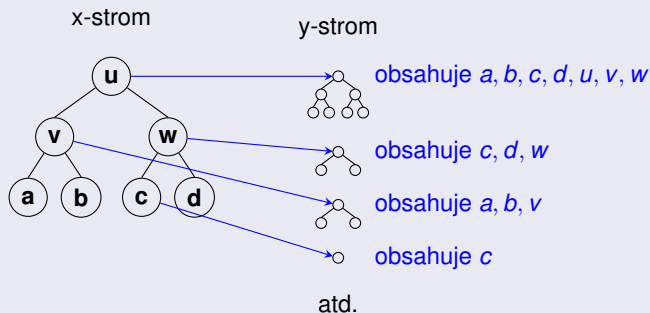 x-strom
y-strom
u
obsahuje a, b, c, d, u, v, w
v
w
obsahuje c, d, w
a
b
c
d
obsahuje a, b, v
obsahuje c
atd.